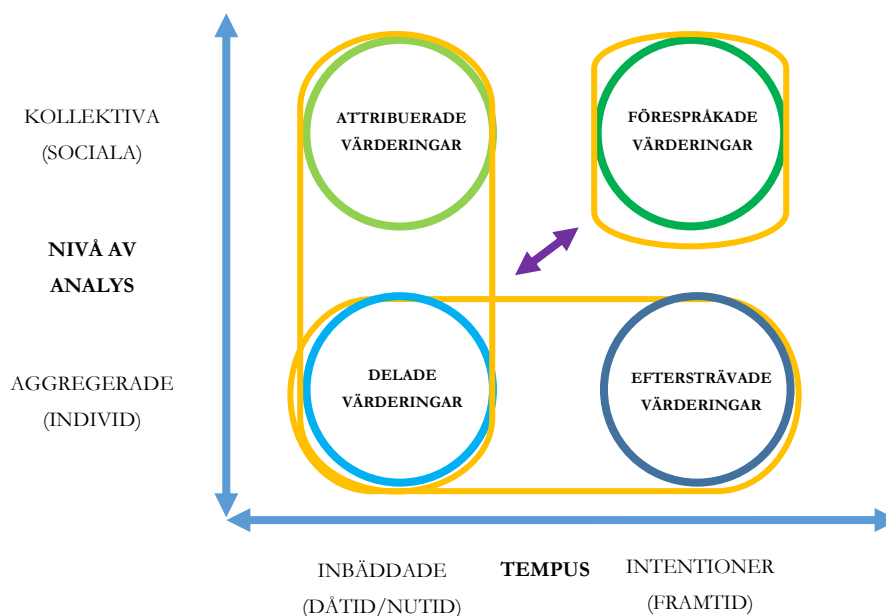 KOLLEKTIVA
(SOCIALA)
ATTRIBUERADE
VÄRDERINGAR
FÖRESPRÅKADE
VÄRDERINGAR
NIVÅ AV
ANALYS
AGGREGERADE
(INDIVID)
DELADE
VÄRDERINGAR
EFTERSTRÄVADE
VÄRDERINGAR
INBÄDDADE
(DÅTID/NUTID)
TEMPUS
INTENTIONER
(FRAMTID)